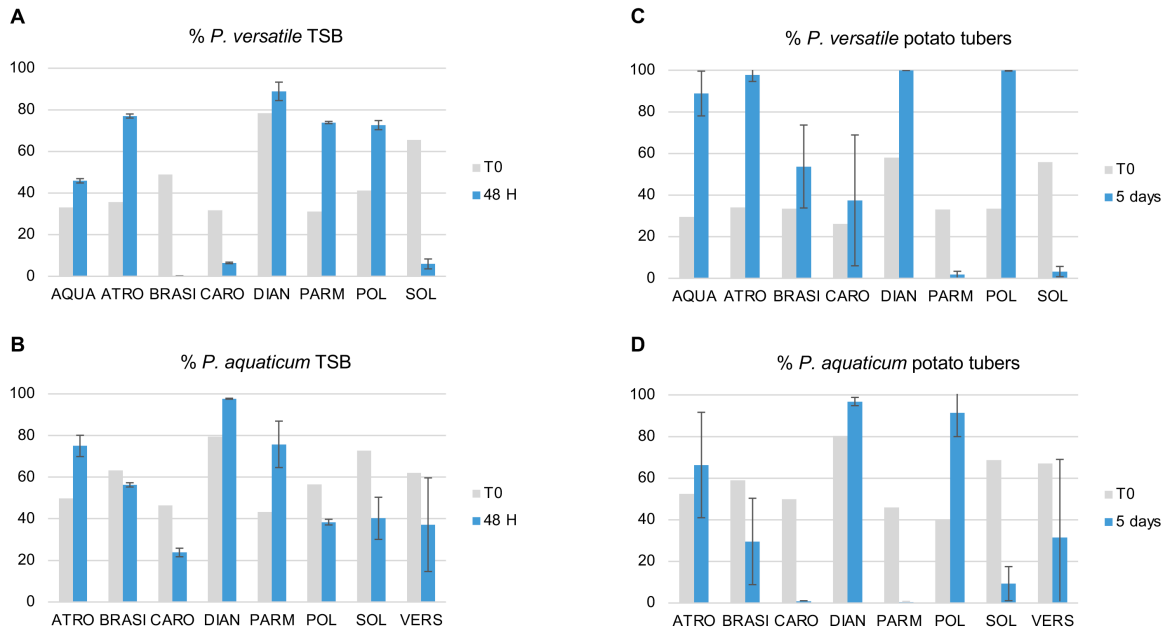 A
% P. versatile TSB
100
80
60
40
20
0
AQUA ATRO BRASI CARO DIAN PARM POL SOL
T0
48 H
B
% P. aquaticum TSB
100
80
60
40
20
0
ATRO BRASI CARO DIAN PARM POL SOL VERS
T0
48 H
C
% P. versatile potato tubers
100
80
60
40
20
0
AQUA ATRO BRASI CARO DIAN PARM POL SOL
T0
5 days
D
% P. aquaticum potato tubers
100
80
60
40
20
0
ATRO BRASI CARO DIAN PARM POL SOL VERS
T0
5 days